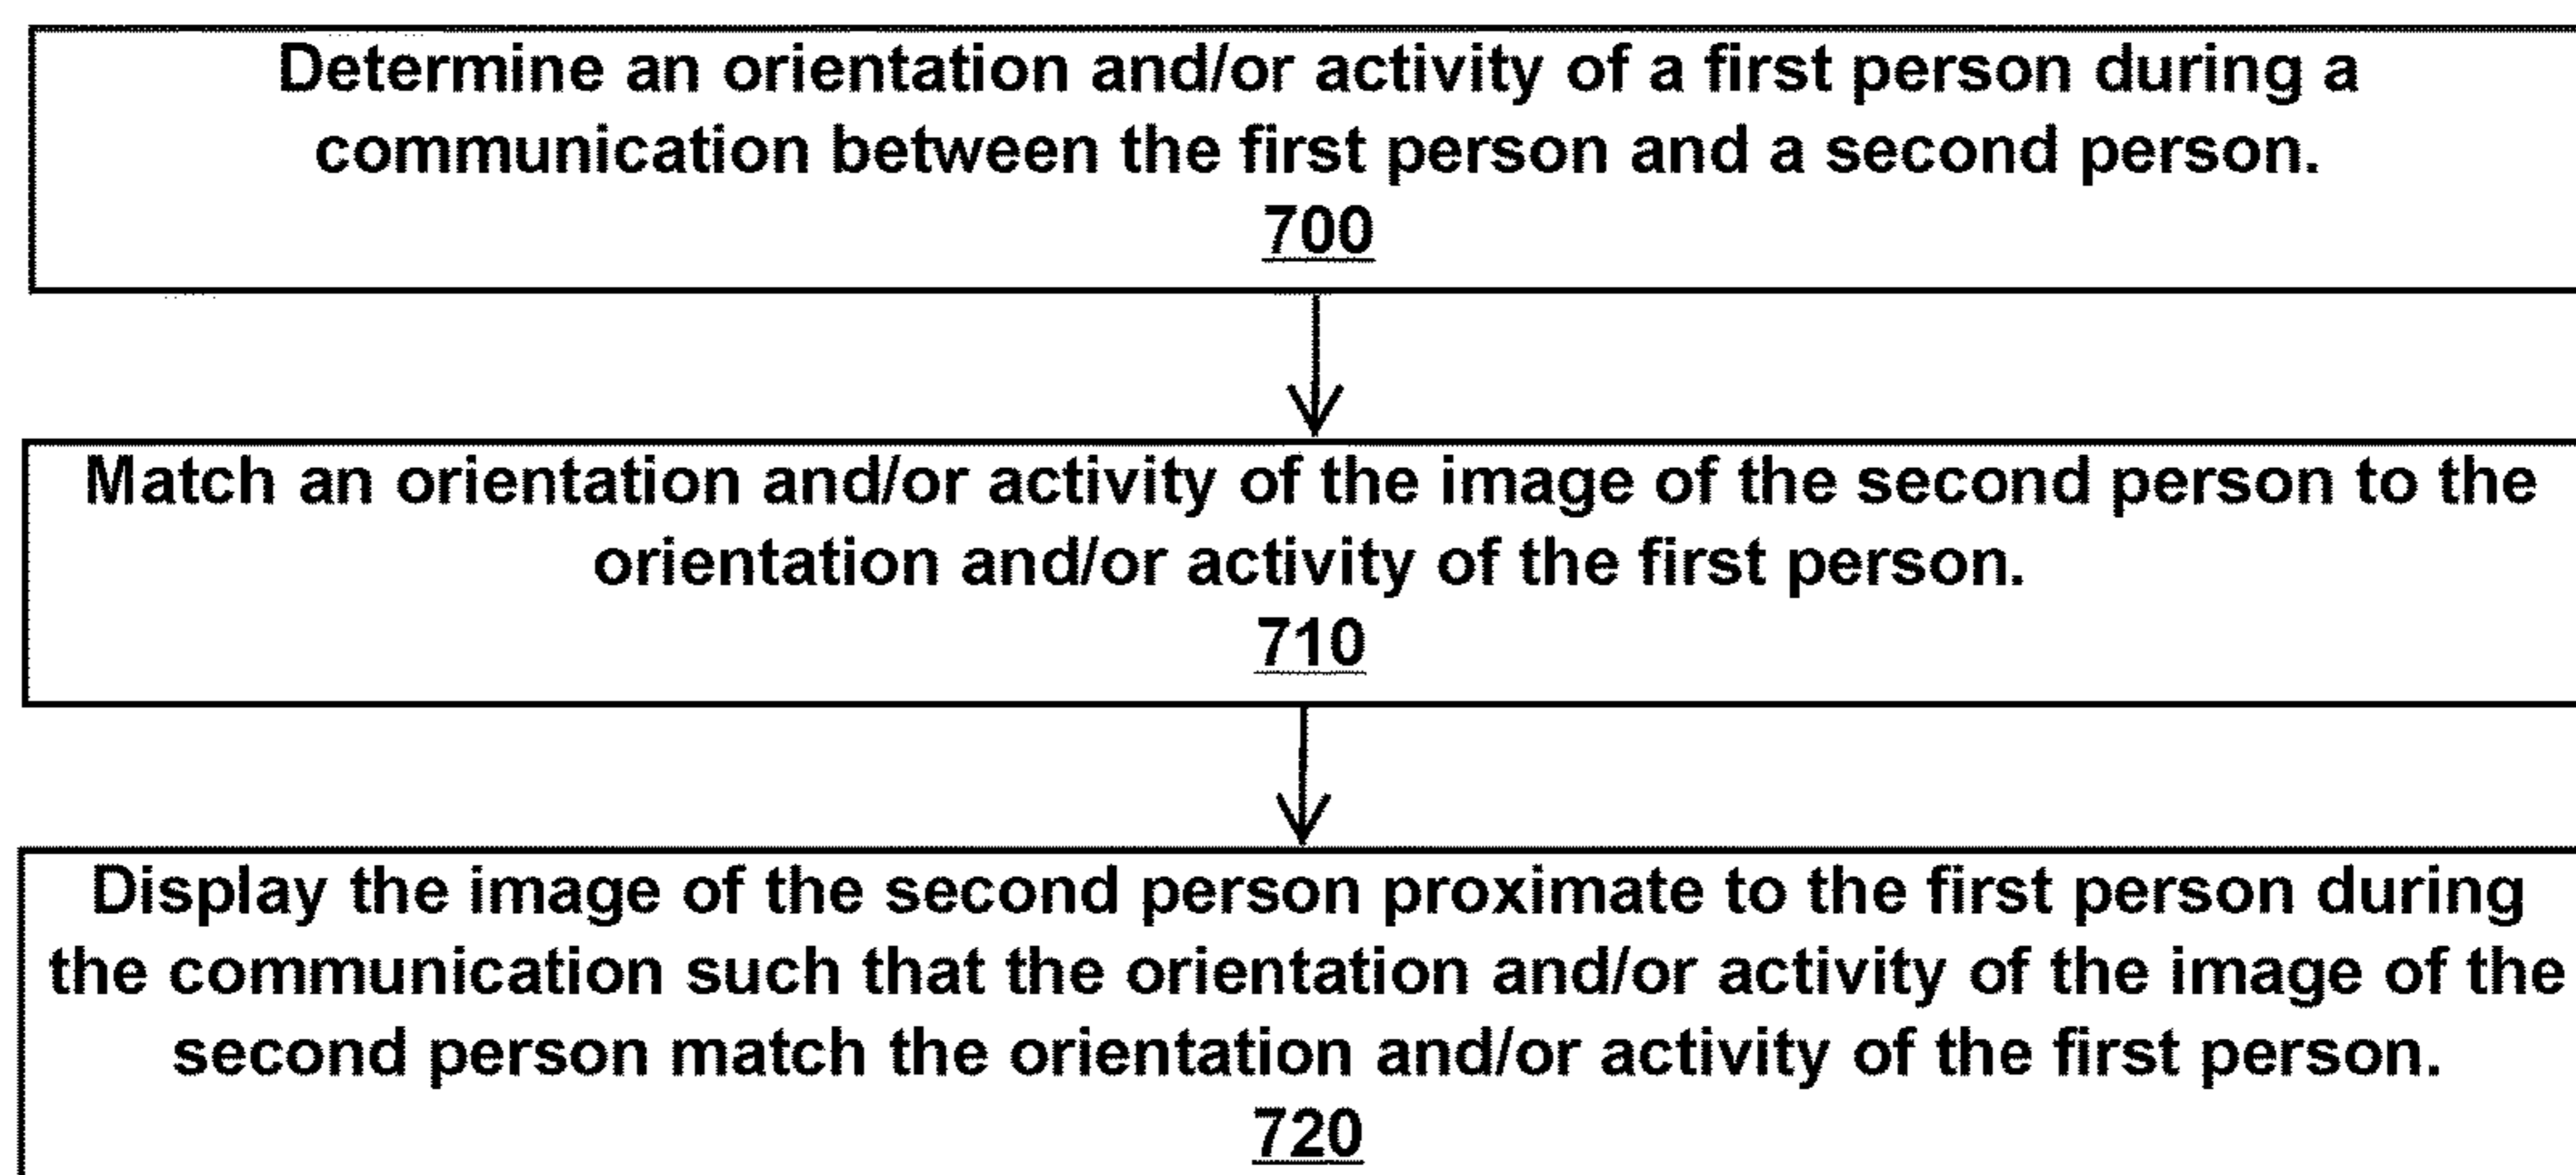 Determine an orientation and/or activity of a first person during a
communication between the first person and a second person.
700
Match an orientation and/or activity of the image of the second person to the
orientation and/or activity of the first person.
710
Display the image of the second person proximate to the first person during
the communication such that the orientation and/or activity of the image of the
second person match the orientation and/or activity of the first person.
720